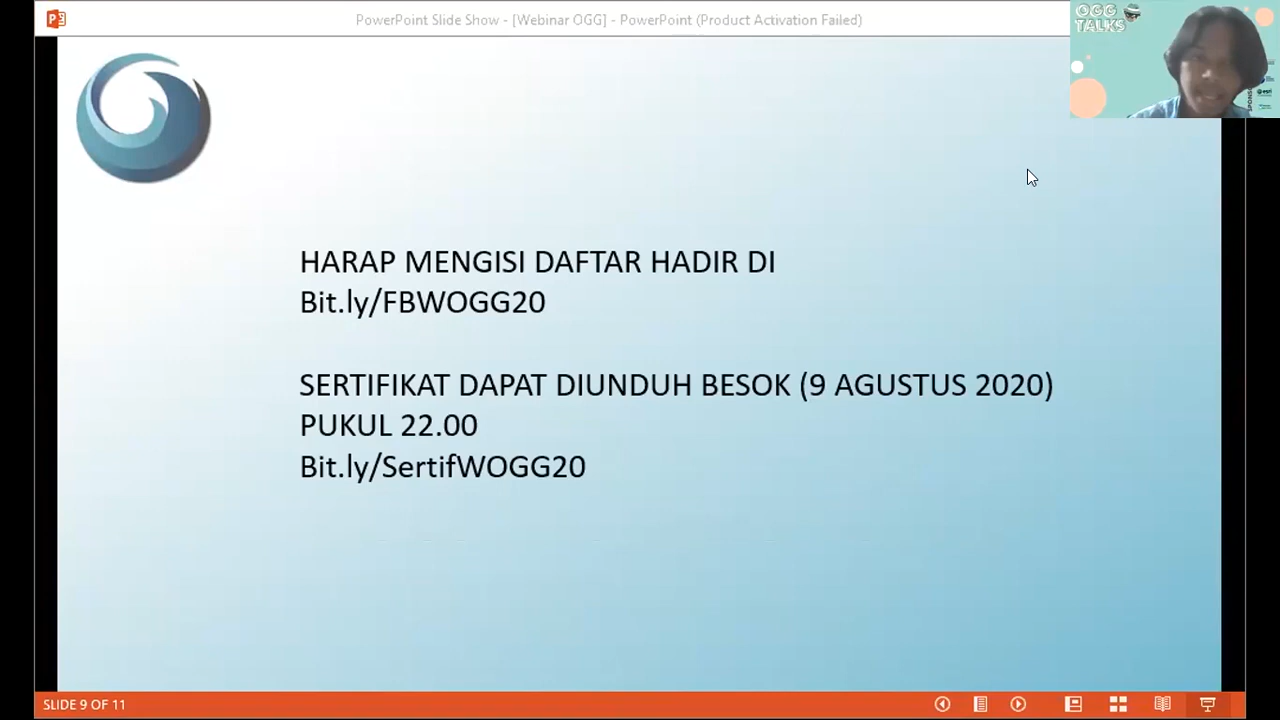 PowerPoint Slide Show - [Webinar OGG] - PowerPoint (Product Activation Failed)
OGG
TALKS
esri
HARAP MENGISI DAFTAR HADIR DI
Bit.ly/FBWOGG20
SERTIFIKAT DAPAT DIUNDUH BESOK (9 AGUSTUS 2020)
PUKUL 22.00
Bit.ly/SertifWOGG20
SLIDE 9 OF 11